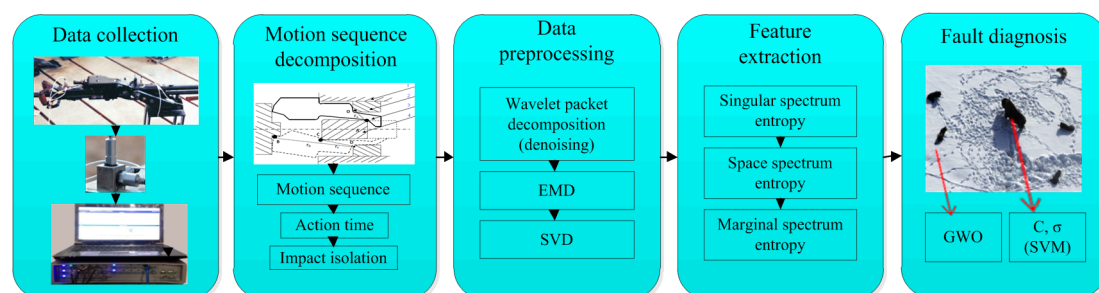 Data collection
Motion sequence
decomposition
Motion sequence
Action time
Impact isolation
Data
preprocessing
Wavelet packet
decomposition
(denoising)
EMD
SVD
Feature
extraction
Singular spectrum
entropy
Space spectrum
entropy
Marginal spectrum
entropy
Fault diagnosis
GWO
C, σ
(SVM)